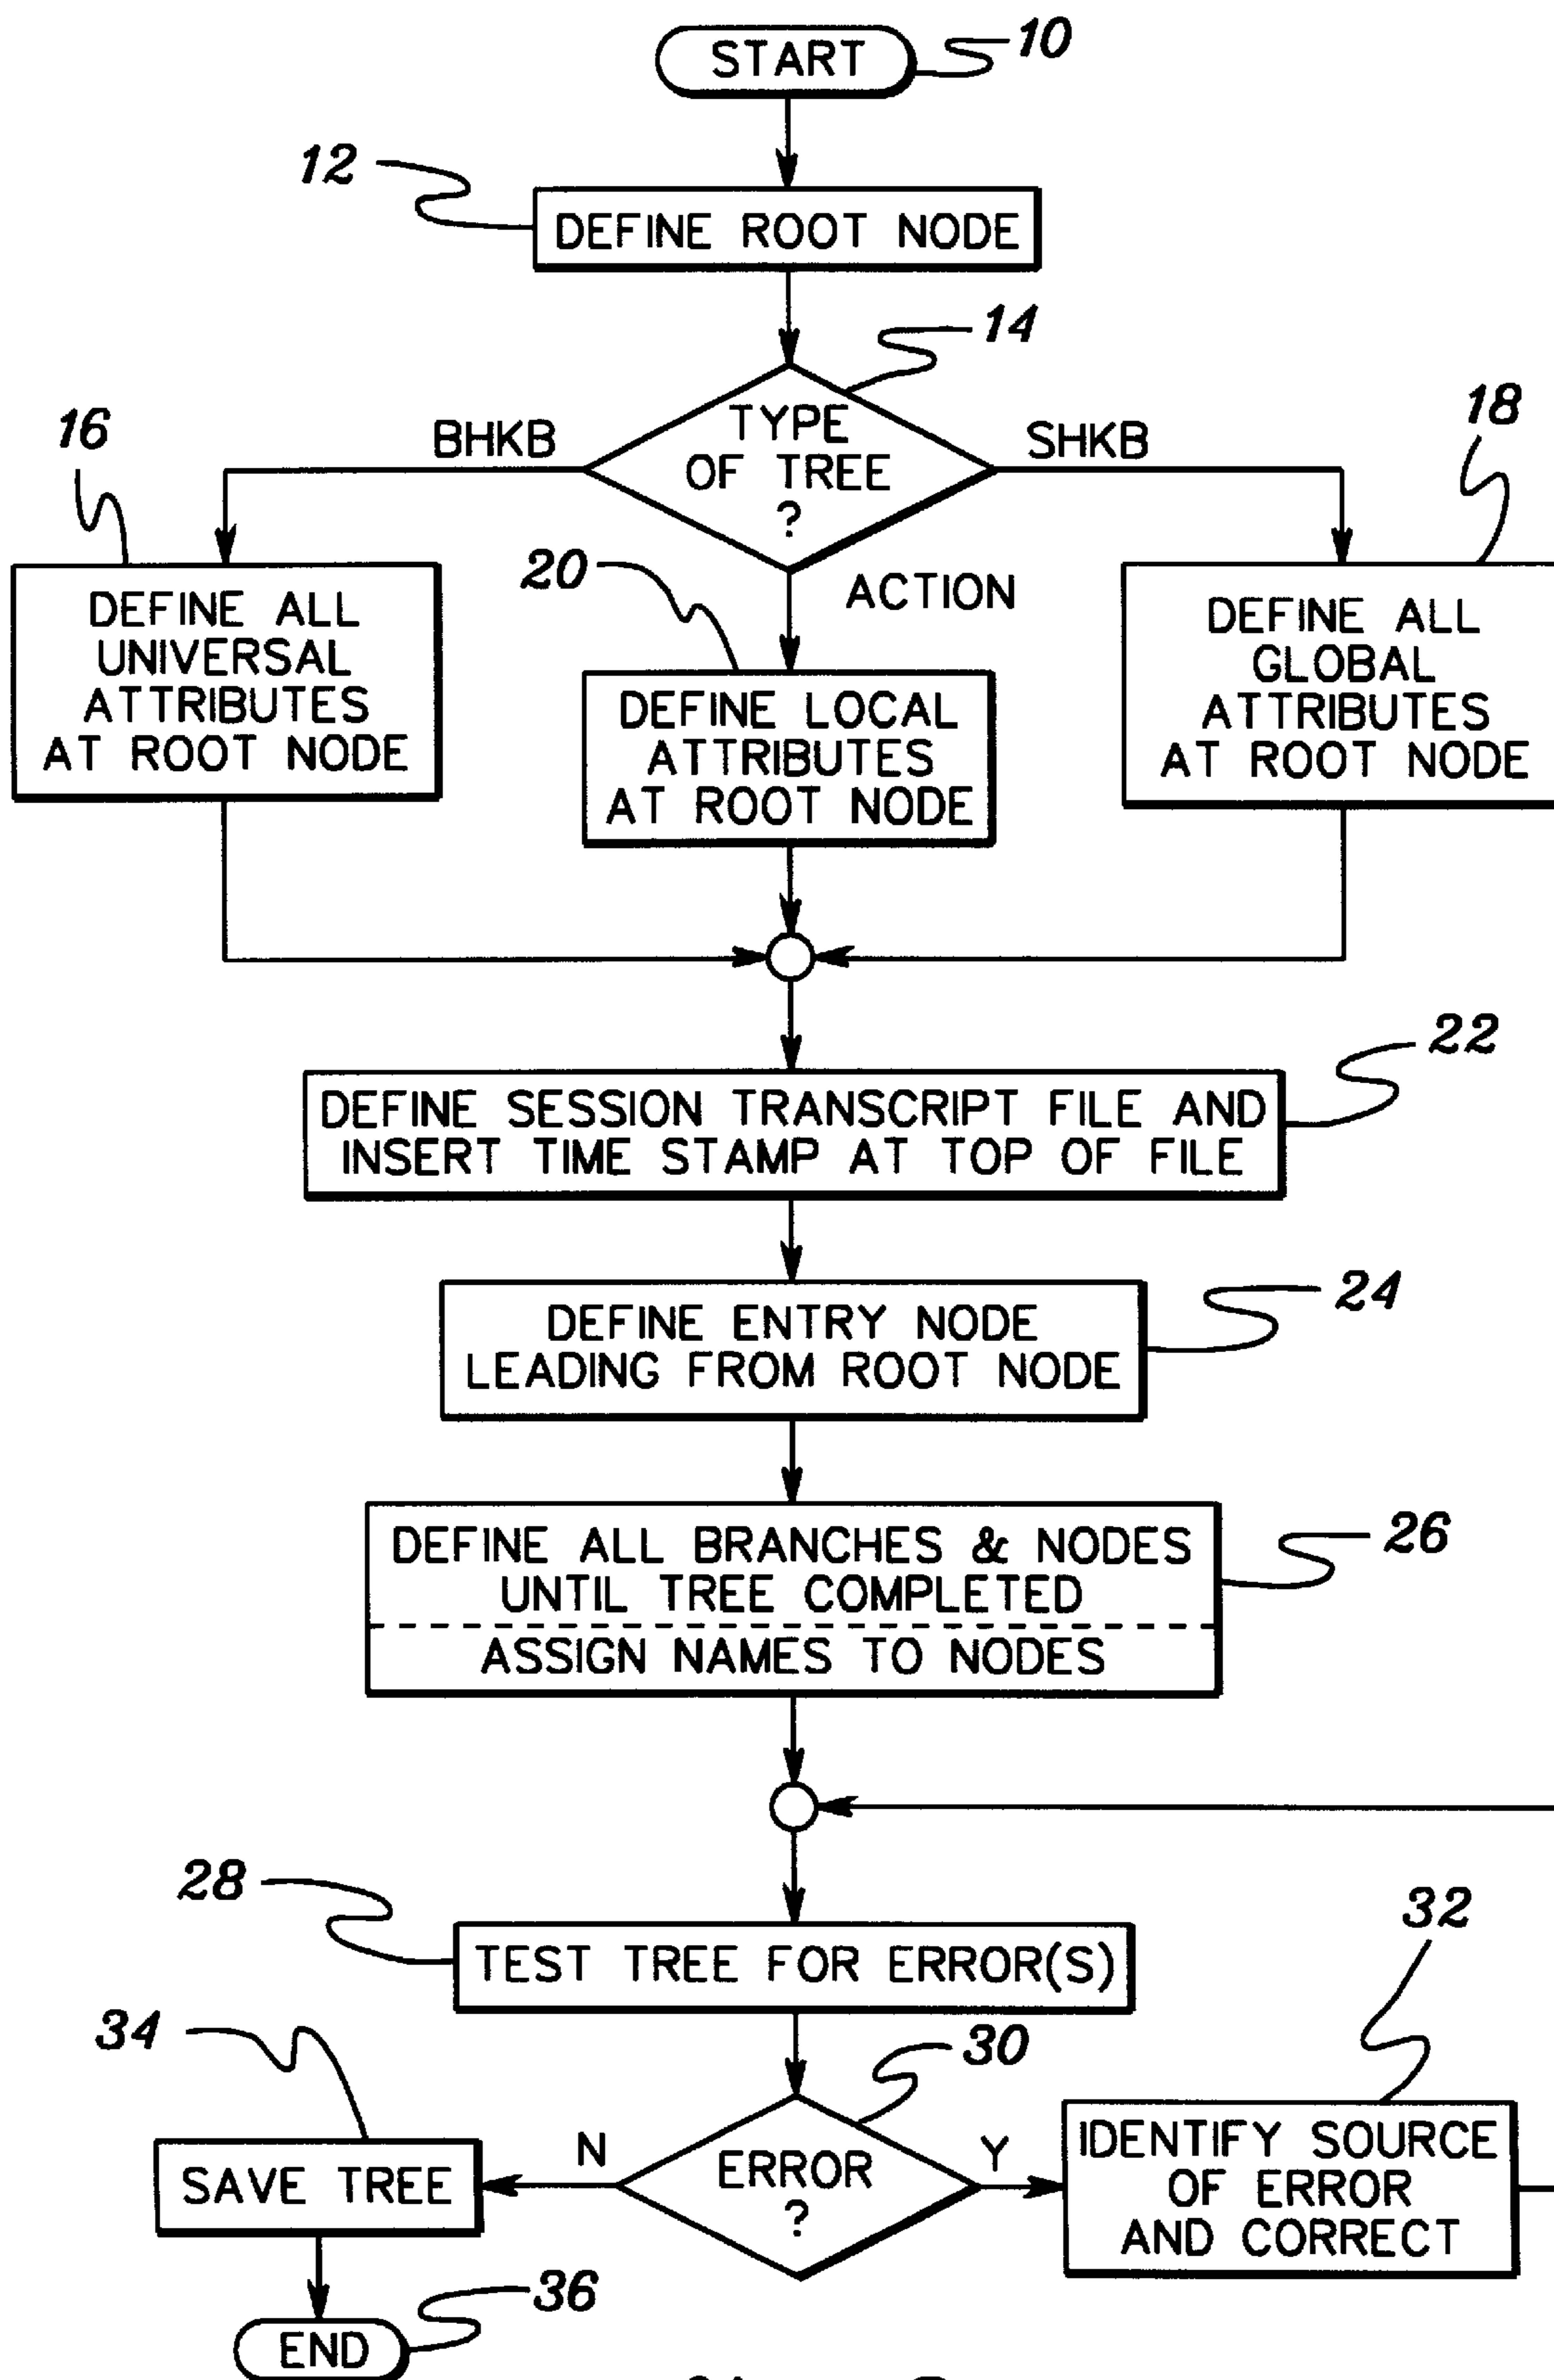 START
10
12
DEFINE ROOT NODE
14
TYPE
OF TREE
?
BHKB
SHKB
16
18
20
ACTION
DEFINE ALL
UNIVERSAL
ATTRIBUTES
AT ROOT NODE
DEFINE LOCAL
ATTRIBUTES
AT ROOT NODE
DEFINE ALL
GLOBAL
ATTRIBUTES
AT ROOT NODE
22
DEFINE SESSION TRANSCRIPT FILE AND
INSERT TIME STAMP AT TOP OF FILE
24
DEFINE ENTRY NODE
LEADING FROM ROOT NODE
26
DEFINE ALL BRANCHES & NODES
UNTIL TREE COMPLETED
ASSIGN NAMES TO NODES
28
TEST TREE FOR ERROR(S)
32
34
30
SAVE TREE
N
ERROR
?
Y
IDENTIFY SOURCE
OF ERROR
AND CORRECT
36
END